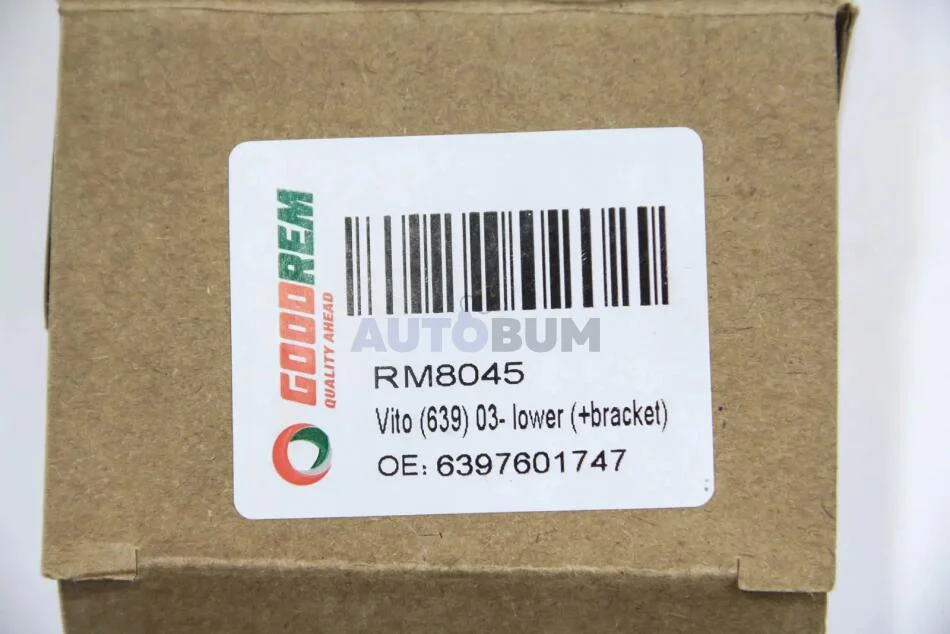 GOODREM
QUALITY AHEAD
AUTOBUM
RM8045
Vito (639) 03- lower (+bracket)
OE: 6397601747